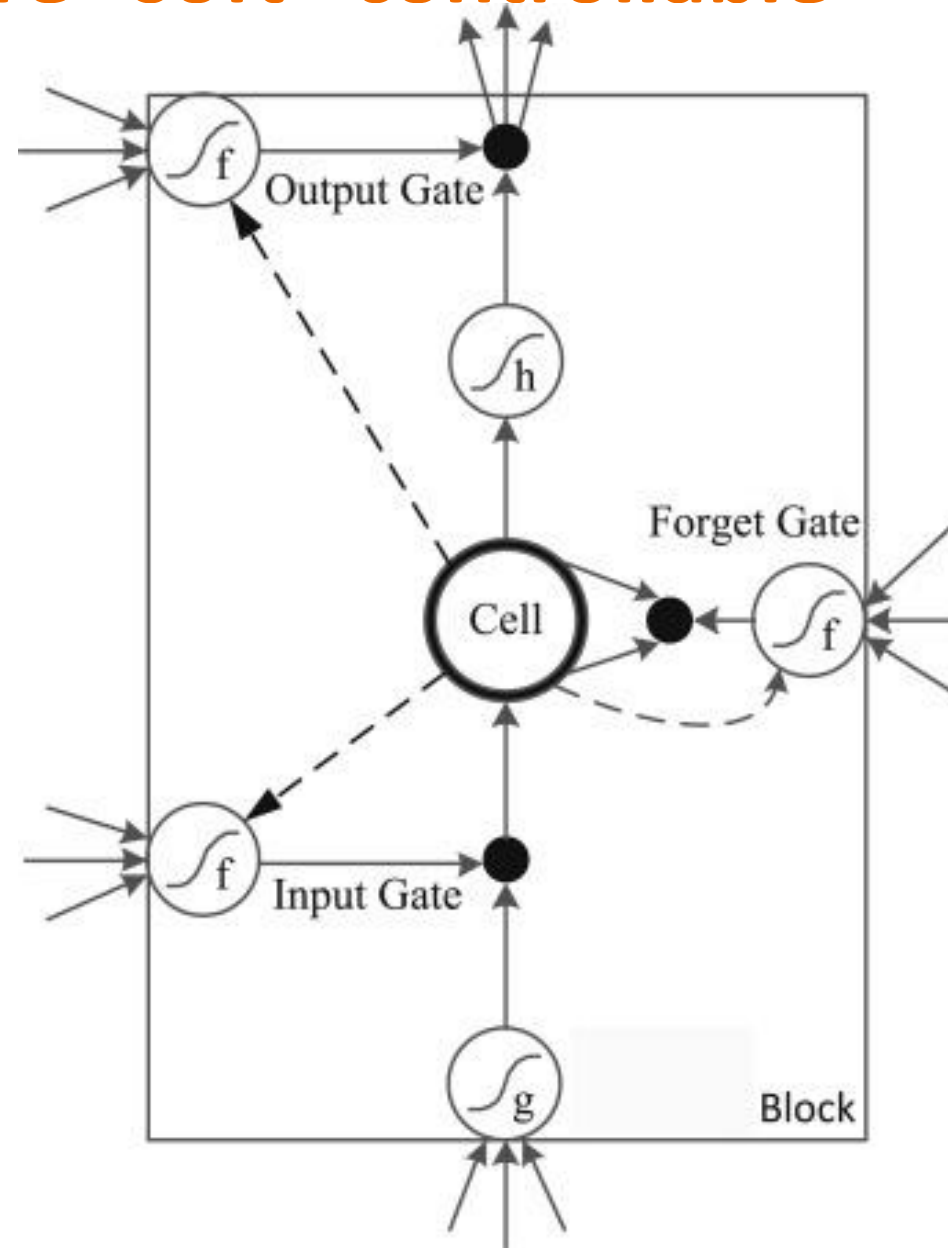 f
Output Gate
h
Forget Gate
Cell
f
f
Input Gate
g
Block